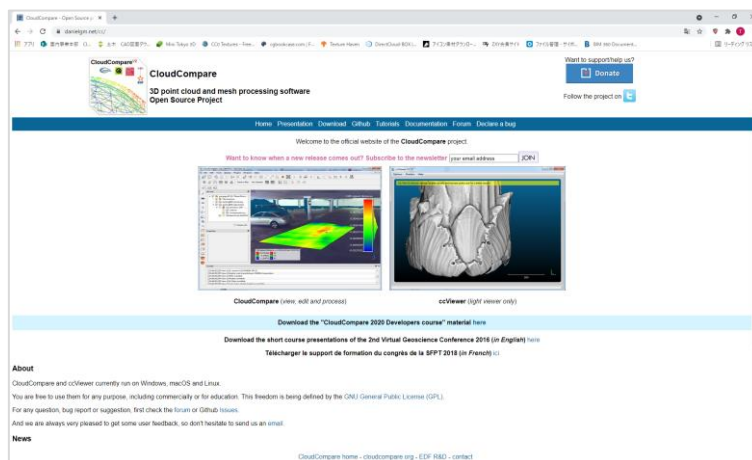 CloudCompare - Open Source p
danielgm.net/cc/
アプリ
CloudCompare
CloudCompare
3D point cloud and mesh processing software
Open Source Project
Want to support/help us?
Donate
Follow the project on
Home Presentation Download Github Tutorials Documentation Forum Declare a bug
Welcome to the official website of the CloudCompare project
Want to know when a new release comes out? Subscribe to the newsletter your email address JOIN
CloudCompare (view, edit and process)
ccViewer (light viewer only)
Download the "CloudCompare 2020 Developers course" material here
Download the short course presentations of the 2nd Virtual Geoscience Conference 2016 (in English) here
Télécharger le support de formation du congrès de la SFPT 2018 (in French) ici
About
CloudCompare and ccViewer currently run on Windows, macOS and Linux.
You are free to use them for any purpose, including commercially or for education. This freedom is being defined by the GNU General Public License (GPL).
For any question, bug report or suggestion, first check the forum or Github Issues.
And we are always very pleased to get some user feedback, so don't hesitate to send us an email
News
CloudCompare home - cloudcompare.org - EDF R&D - contact